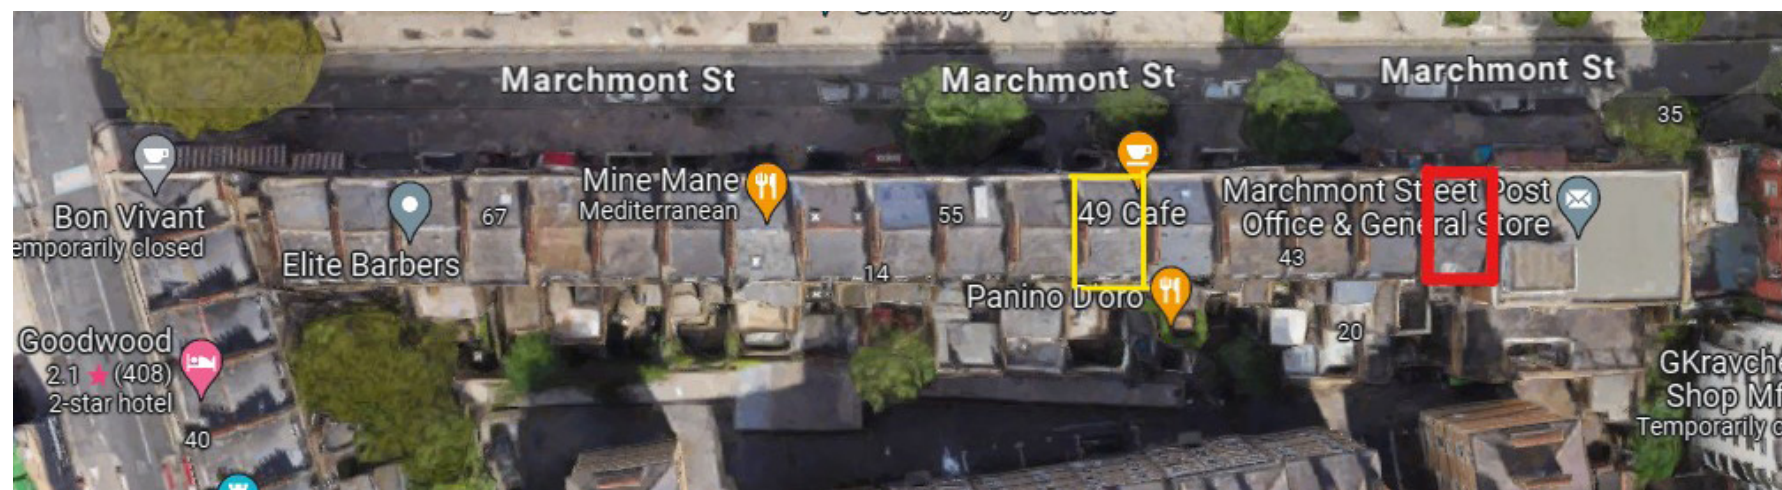 Marchmont St
Marchmont St
Marchmont St
35
Bon Vivant
emporarily closed
Elite Barbers
67
Mine Mane
Mediterranean
14
55
49 Cafe
Panino D'oro
Marchmont Street Post
Office & General Store
43
20
Goodwood
2.1 ★ (408)
2-star hotel
40
GKravche
Shop Mf
Temporarily c